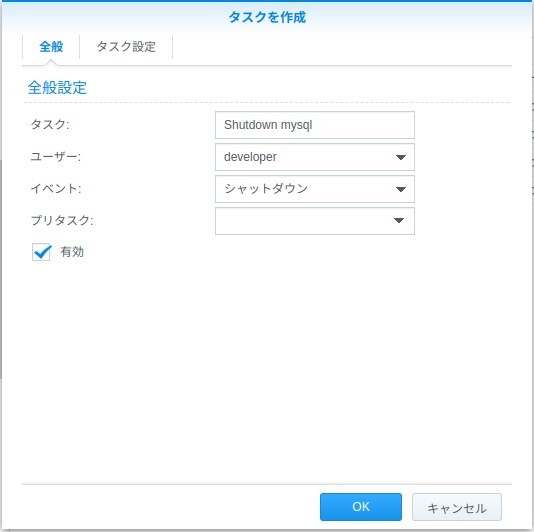 タスクを作成
全般 タスク設定
全般設定
タスク: Shutdown mysql
ユーザー: developer
イベント: シャットダウン
プリタスク:
有効
OK キャンセル